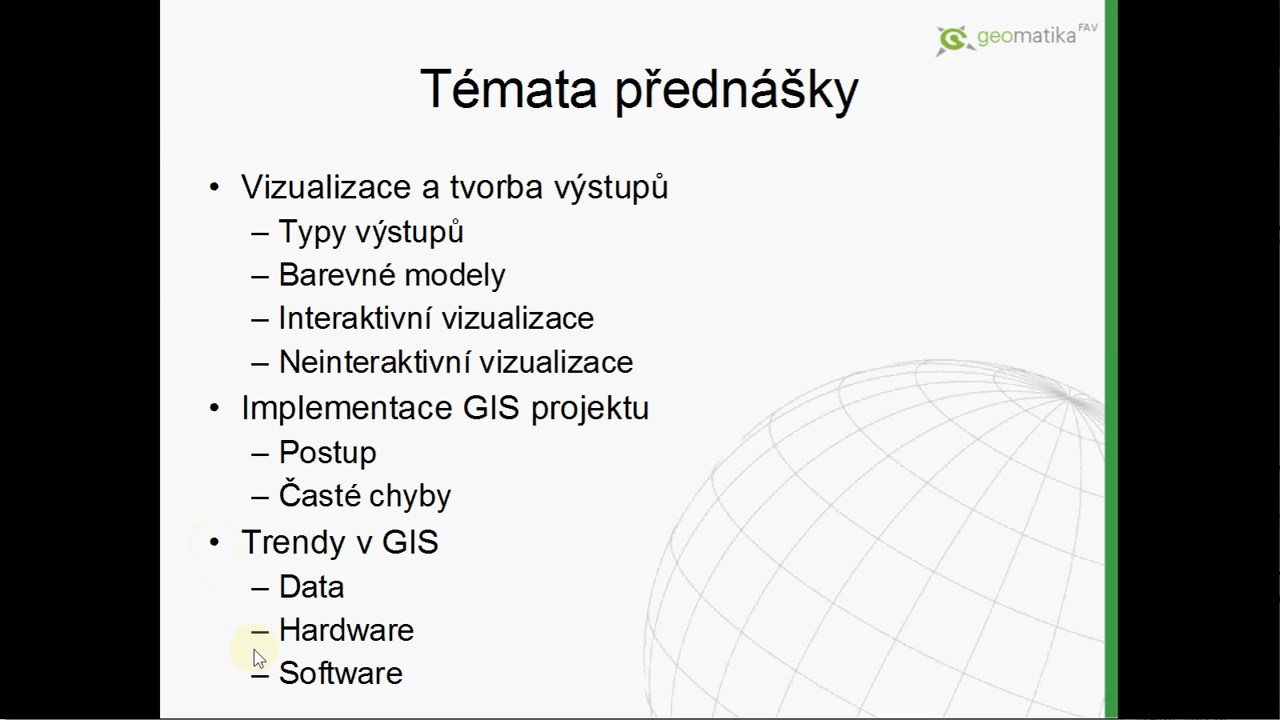 geomatika FAV
Témata přednášky
• Vizualizace a tvorba výstupů
– Typy výstupů
– Barevné modely
– Interaktivní vizualizace
– Neinteraktivní vizualizace
• Implementace GIS projektu
– Postup
– Časté chyby
• Trendy v GIS
– Data
– Hardware
– Software